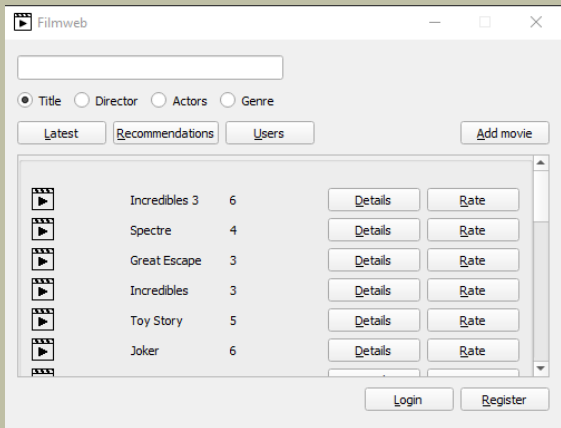 Filmweb
Title Director Actors Genre
Latest Recommendations Users Add movie
Incredibles 3 6 Details Rate
Spectre 4 Details Rate
Great Escape 3 Details Rate
Incredibles 3 Details Rate
Toy Story 5 Details Rate
Joker 6 Details Rate
Login Register